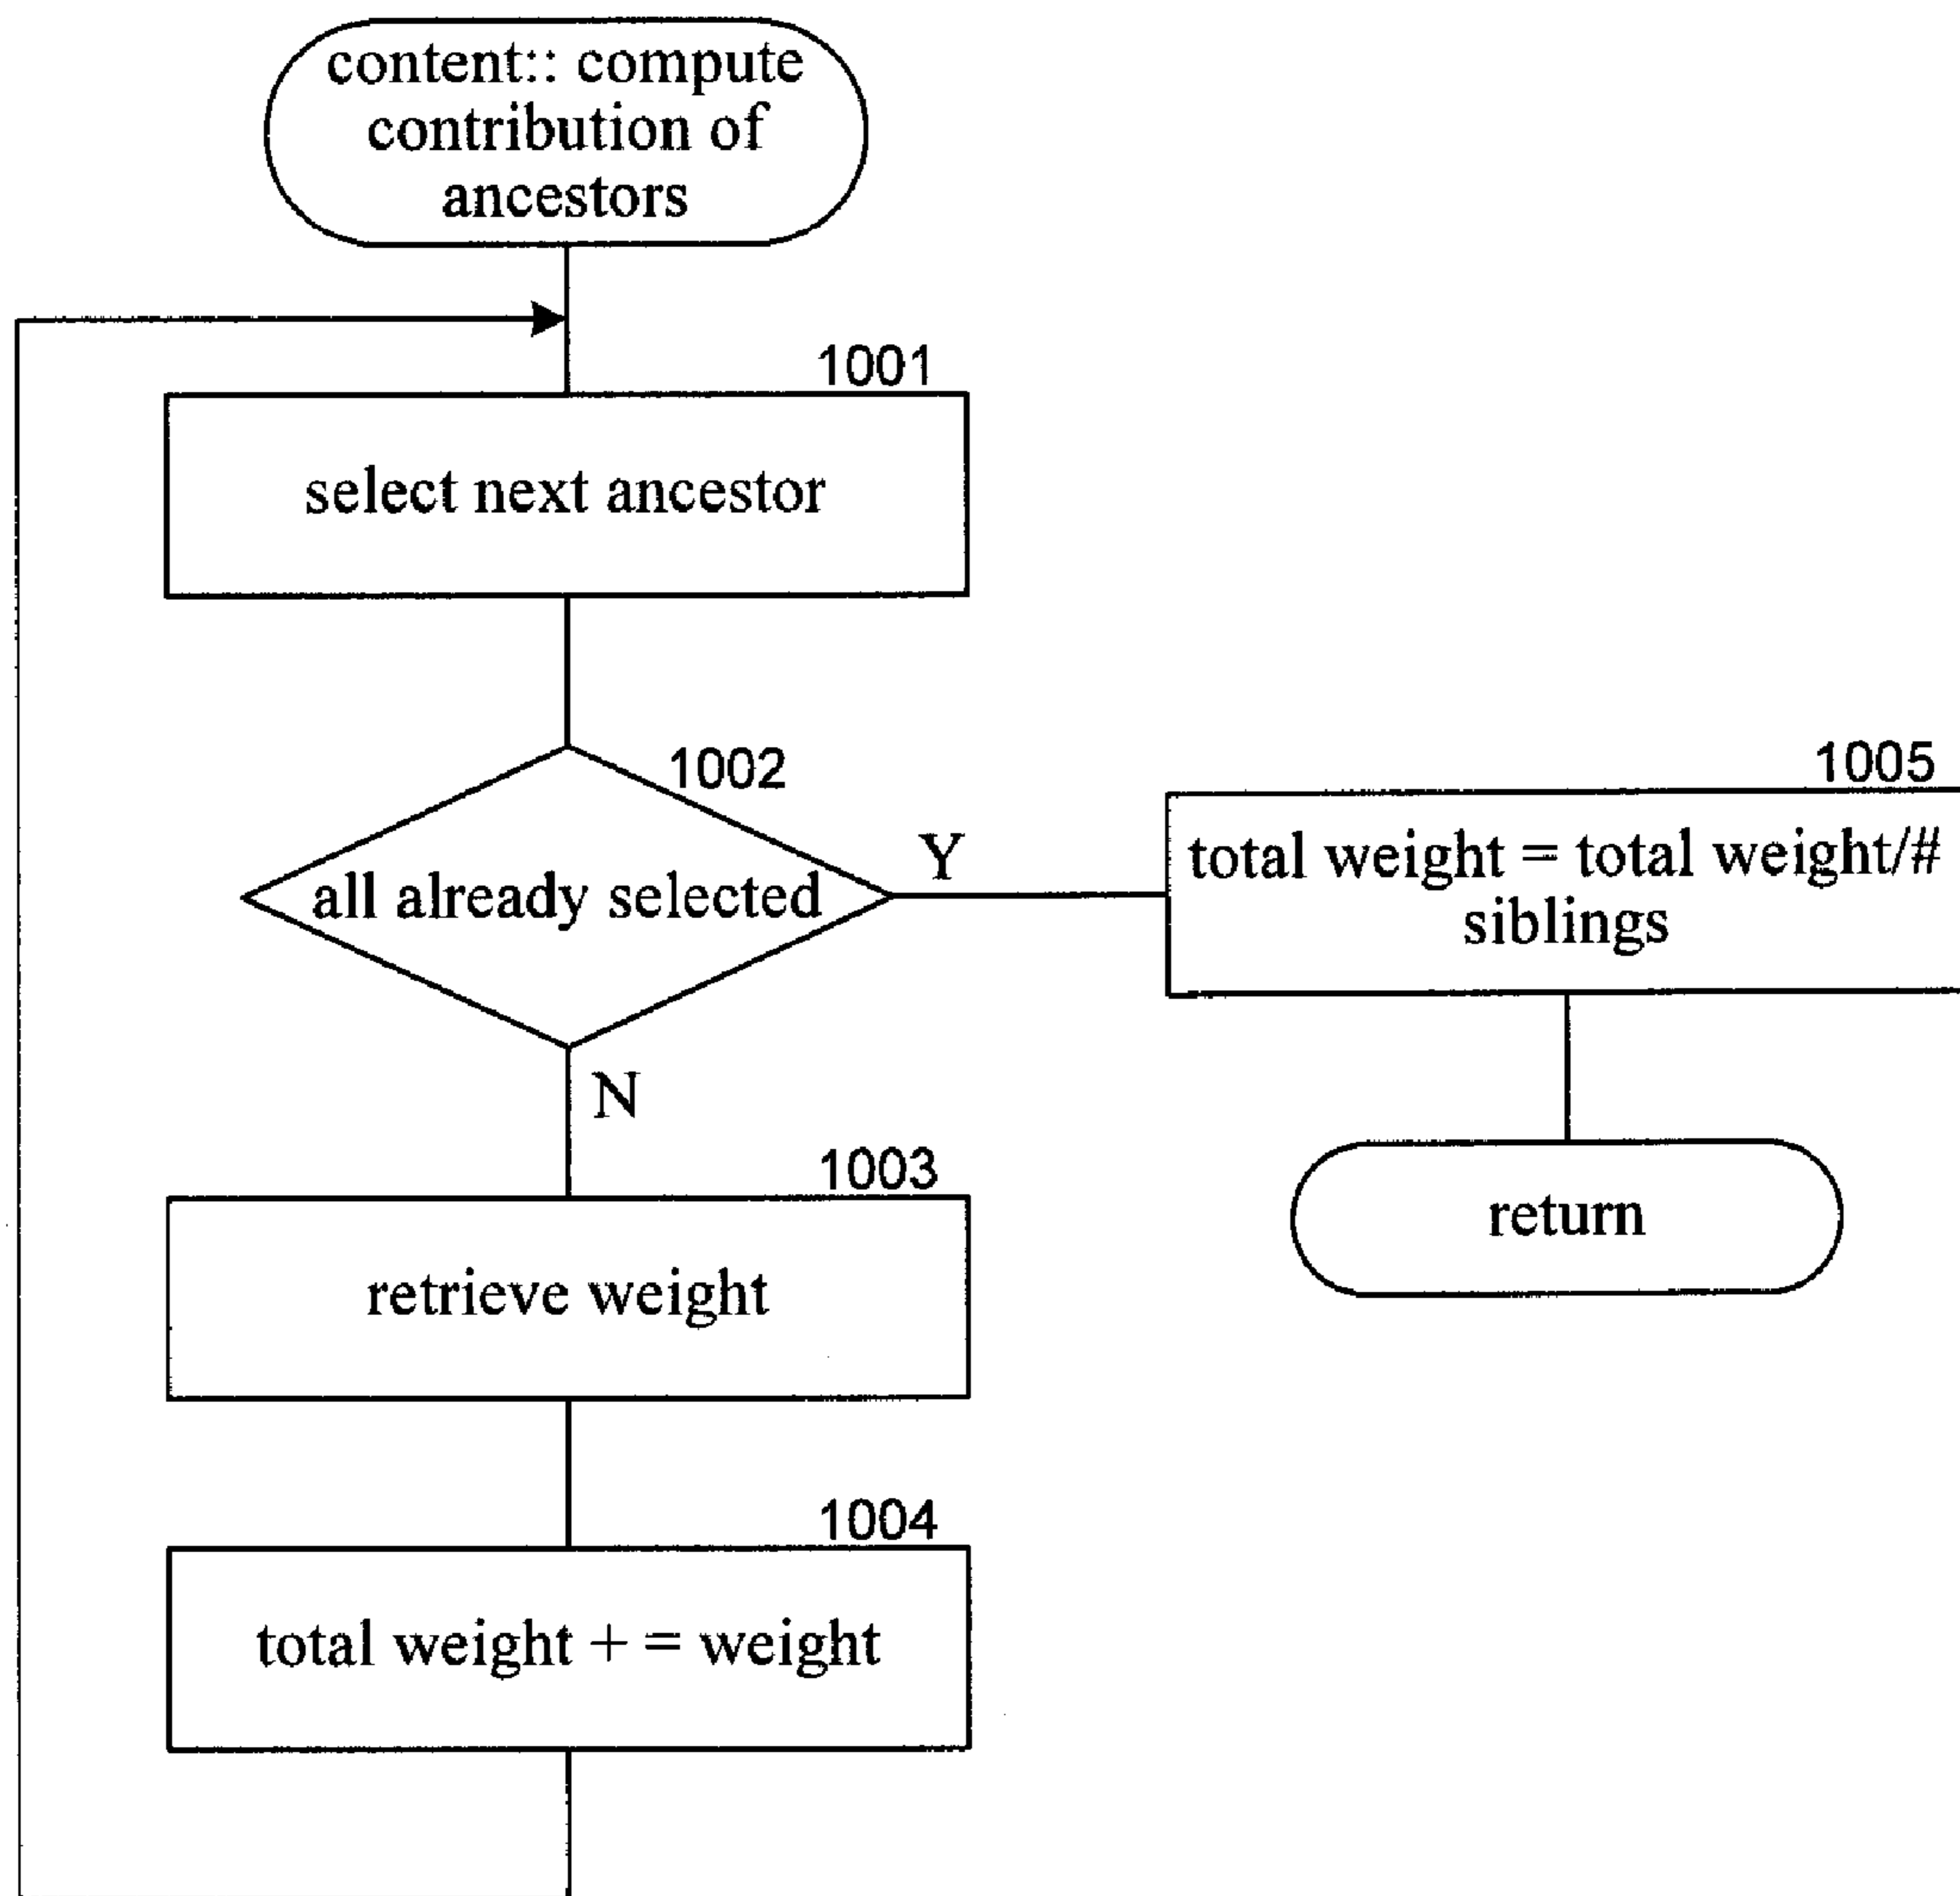 content:: compute
contribution of
ancestors
1001
select next ancestor
1002
all already selected
Y
N
1005
total weight = total weight/#
siblings
return
1003
retrieve weight
1004
total weight + = weight